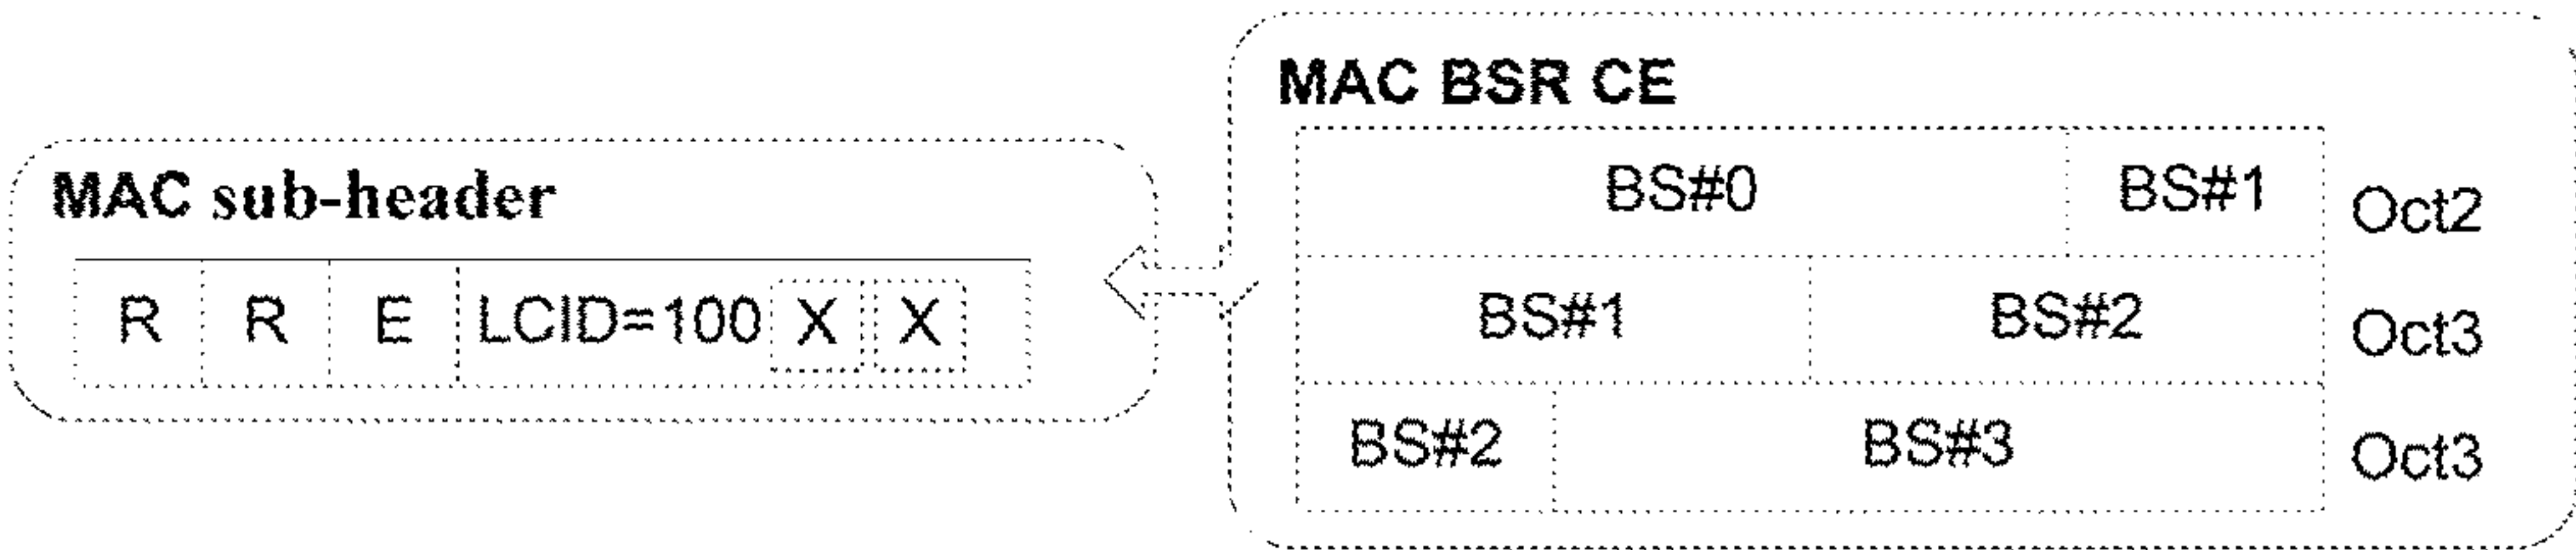 MAC BSR CE
BS#0 BS#1 Oct2
MAC sub-header
R R E LCID=100 X X
BS#1 BS#2 Oct3
BS#2 BS#3 Oct3